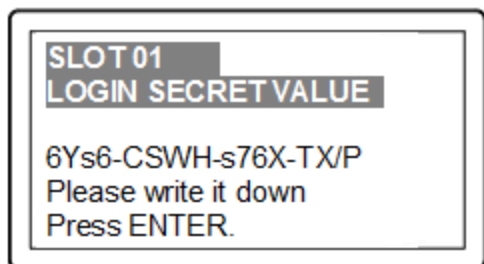 SLOT 01
LOGIN SECRET VALUE
6Ys6-CSWH-s76X-TX/P
Please write it down
Press ENTER.